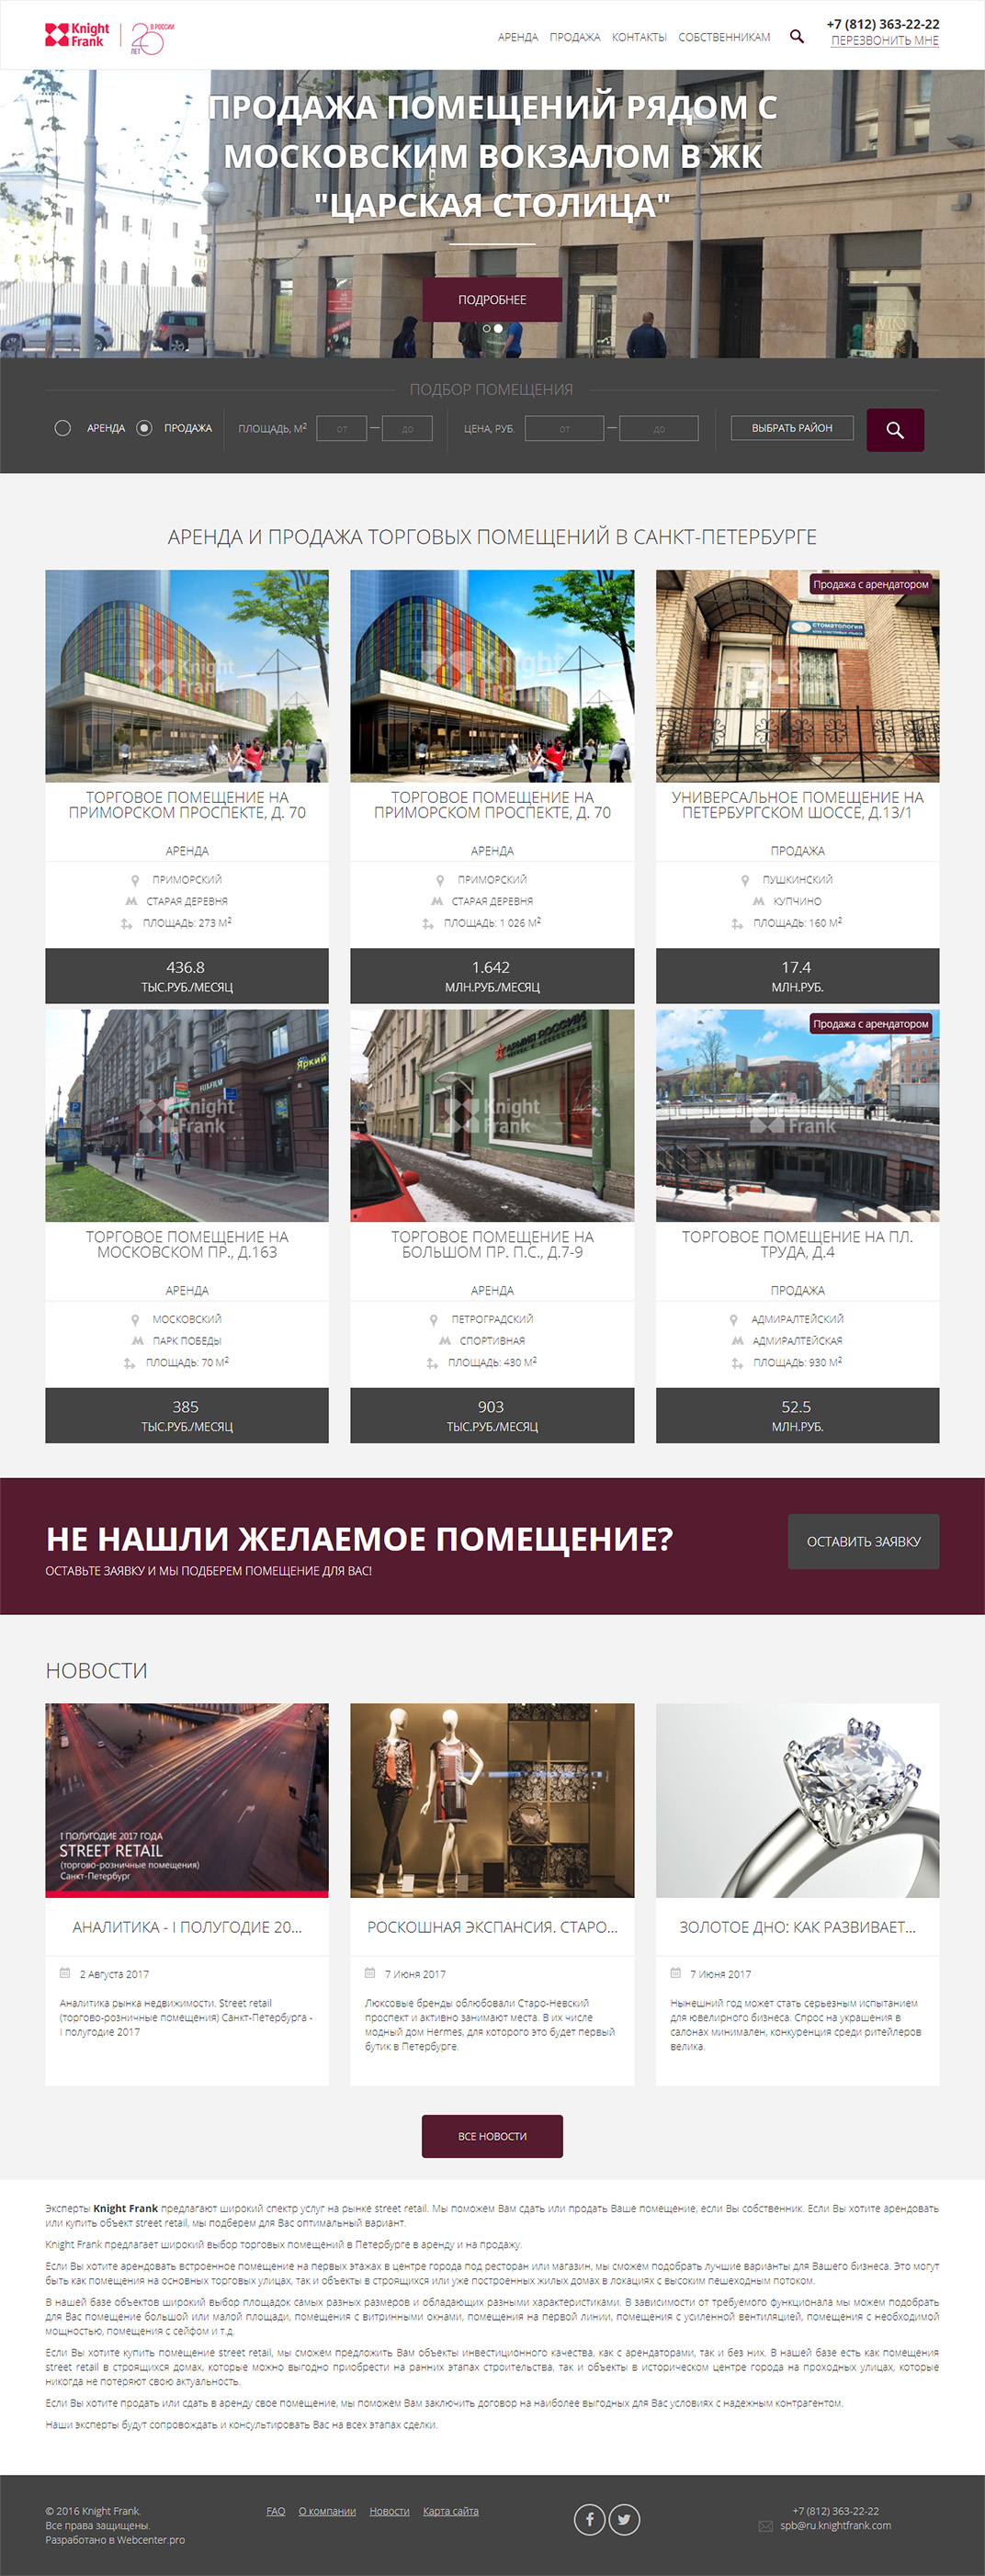 Knight Frank
20 ЛЕТ В РОССИИ
АРЕНДА ПРОДАЖА КОНТАКТЫ СОБСТВЕННИКАМ
+7 (812) 363-22-22
ПЕРЕЗВОНИТЬ МНЕ
ПРОДАЖА ПОМЕЩЕНИЙ РЯДОМ С
МОСКОВСКИМ ВОКЗАЛОМ В ЖК
"ЦАРСКАЯ СТОЛИЦА"
ПОДРОБНЕЕ
ПОДБОР ПОМЕЩЕНИЯ
АРЕНДА ПРОДАЖА ПЛОЩАДЬ, М² от — до ЦЕНА, РУБ. от — до ВЫБРАТЬ РАЙОН
АРЕНДА И ПРОДАЖА ТОРГОВЫХ ПОМЕЩЕНИЙ В САНКТ-ПЕТЕРБУРГЕ
Knight Frank
ТОРГОВОЕ ПОМЕЩЕНИЕ НА
ПРИМОРСКОМ ПРОСПЕКТЕ, Д. 70
АРЕНДА
ПРИМОРСКИЙ
СТАРАЯ ДЕРЕВНЯ
ПЛОЩАДЬ: 273 М²
436.8
ТЫС.РУБ./МЕСЯЦ
Knight Frank
ТОРГОВОЕ ПОМЕЩЕНИЕ НА
ПРИМОРСКОМ ПРОСПЕКТЕ, Д. 70
АРЕНДА
ПРИМОРСКИЙ
СТАРАЯ ДЕРЕВНЯ
ПЛОЩАДЬ: 1 026 М²
1.642
МЛН.РУБ./МЕСЯЦ
Продажа с арендатором
СТОМАТОЛОГИЯ
Knight Frank
УНИВЕРСАЛЬНОЕ ПОМЕЩЕНИЕ НА
ПЕТЕРБУРГСКОМ ШОССЕ, Д.13/1
ПРОДАЖА
ПУШКИНСКИЙ
КУПЧИНО
ПЛОЩАДЬ: 160 М²
17.4
МЛН.РУБ.
Яркий
FUJIFILM
Knight Frank
ТОРГОВОЕ ПОМЕЩЕНИЕ НА
МОСКОВСКОМ ПР., Д.163
АРЕНДА
МОСКОВСКИЙ
ПАРК ПОБЕДЫ
ПЛОЩАДЬ: 70 М²
385
ТЫС.РУБ./МЕСЯЦ
АРМИЯ РОССИИ
Knight Frank
ТОРГОВОЕ ПОМЕЩЕНИЕ НА
БОЛЬШОМ ПР. П.С., Д.7-9
АРЕНДА
ПЕТРОГРАДСКИЙ
СПОРТИВНАЯ
ПЛОЩАДЬ: 430 М²
903
ТЫС.РУБ./МЕСЯЦ
Продажа с арендатором
Knight Frank
ТОРГОВОЕ ПОМЕЩЕНИЕ НА ПЛ.
ТРУДА, Д.4
ПРОДАЖА
АДМИРАЛТЕЙСКИЙ
АДМИРАЛТЕЙСКАЯ
ПЛОЩАДЬ: 930 М²
52.5
МЛН.РУБ.
НЕ НАШЛИ ЖЕЛАЕМОЕ ПОМЕЩЕНИЕ?
ОСТАВЬТЕ ЗАЯВКУ И МЫ ПОДБЕРЕМ ПОМЕЩЕНИЕ ДЛЯ ВАС!
ОСТАВИТЬ ЗАЯВКУ
НОВОСТИ
I ПОЛУГОДИЕ 2017 ГОДА
STREET RETAIL
(торгово-розничные помещения)
Санкт-Петербург
АНАЛИТИКА - I ПОЛУГОДИЕ 20...
2 Августа 2017
Аналитика рынка недвижимости. Street retail
(торгово-розничные помещения) Санкт-Петербурга -
I полугодие 2017
РОСКОШНАЯ ЭКСПАНСИЯ. СТАРО...
7 Июня 2017
Люксовые бренды облюбовали Старо-Невский
проспект и активно занимают места. В их числе
модный дом Hermes, для которого это будет первый
бутик в Петербурге.
ЗОЛОТОЕ ДНО: КАК РАЗВИВАЕТ...
7 Июня 2017
Нынешний год может стать серьезным испытанием
для ювелирного бизнеса. Спрос на украшения в
салонах минимален, конкуренция среди ритейлеров
велика.
ВСЕ НОВОСТИ
Эксперты Knight Frank предлагают широкий спектр услуг на рынке street retail. Мы поможем Вам сдать или продать Ваше помещение, если Вы собственник. Если Вы хотите арендовать
или купить объект street retail, мы подберем для Вас оптимальный вариант.
Knight Frank предлагает широкий выбор торговых помещений в Петербурге в аренду и на продажу.
Если Вы хотите арендовать встроенное помещение на первых этажах в центре города под ресторан или магазин, мы сможем подобрать лучшие варианты для Вашего бизнеса. Это могут
быть как помещения на основных торговых улицах, так и объекты в строящихся или уже построенных жилых домах в локациях с высоким пешеходным потоком.
В нашей базе объектов широкий выбор площадок самых разных размеров и обладающих разными характеристиками. В зависимости от требуемого функционала мы можем подобрать
для Вас помещение большой или малой площади, помещения с витринными окнами, помещения на первой линии, помещения с усиленной вентиляцией, помещения с необходимой
мощностью, помещения с сейфом и т.д.
Если Вы хотите купить помещение street retail, мы сможем предложить Вам объекты инвестиционного качества, как с арендаторами, так и без них. В нашей базе есть как помещения
street retail в строящихся домах, которые можно выгодно приобрести на ранних этапах строительства, так и объекты в историческом центре города на проходных улицах, которые
никогда не потеряют свою актуальность.
Если Вы хотите продать или сдать в аренду свое помещение, мы поможем Вам заключить договор на наиболее выгодных для Вас условиях с надежным контрагентом.
Наши эксперты будут сопровождать и консультировать Вас на всех этапах сделки.
© 2016 Knight Frank.
Все права защищены.
Разработано в Webcenter.pro
FAQ О компании Новости Карта сайта
+7 (812) 363-22-22
spb@ru.knightfrank.com